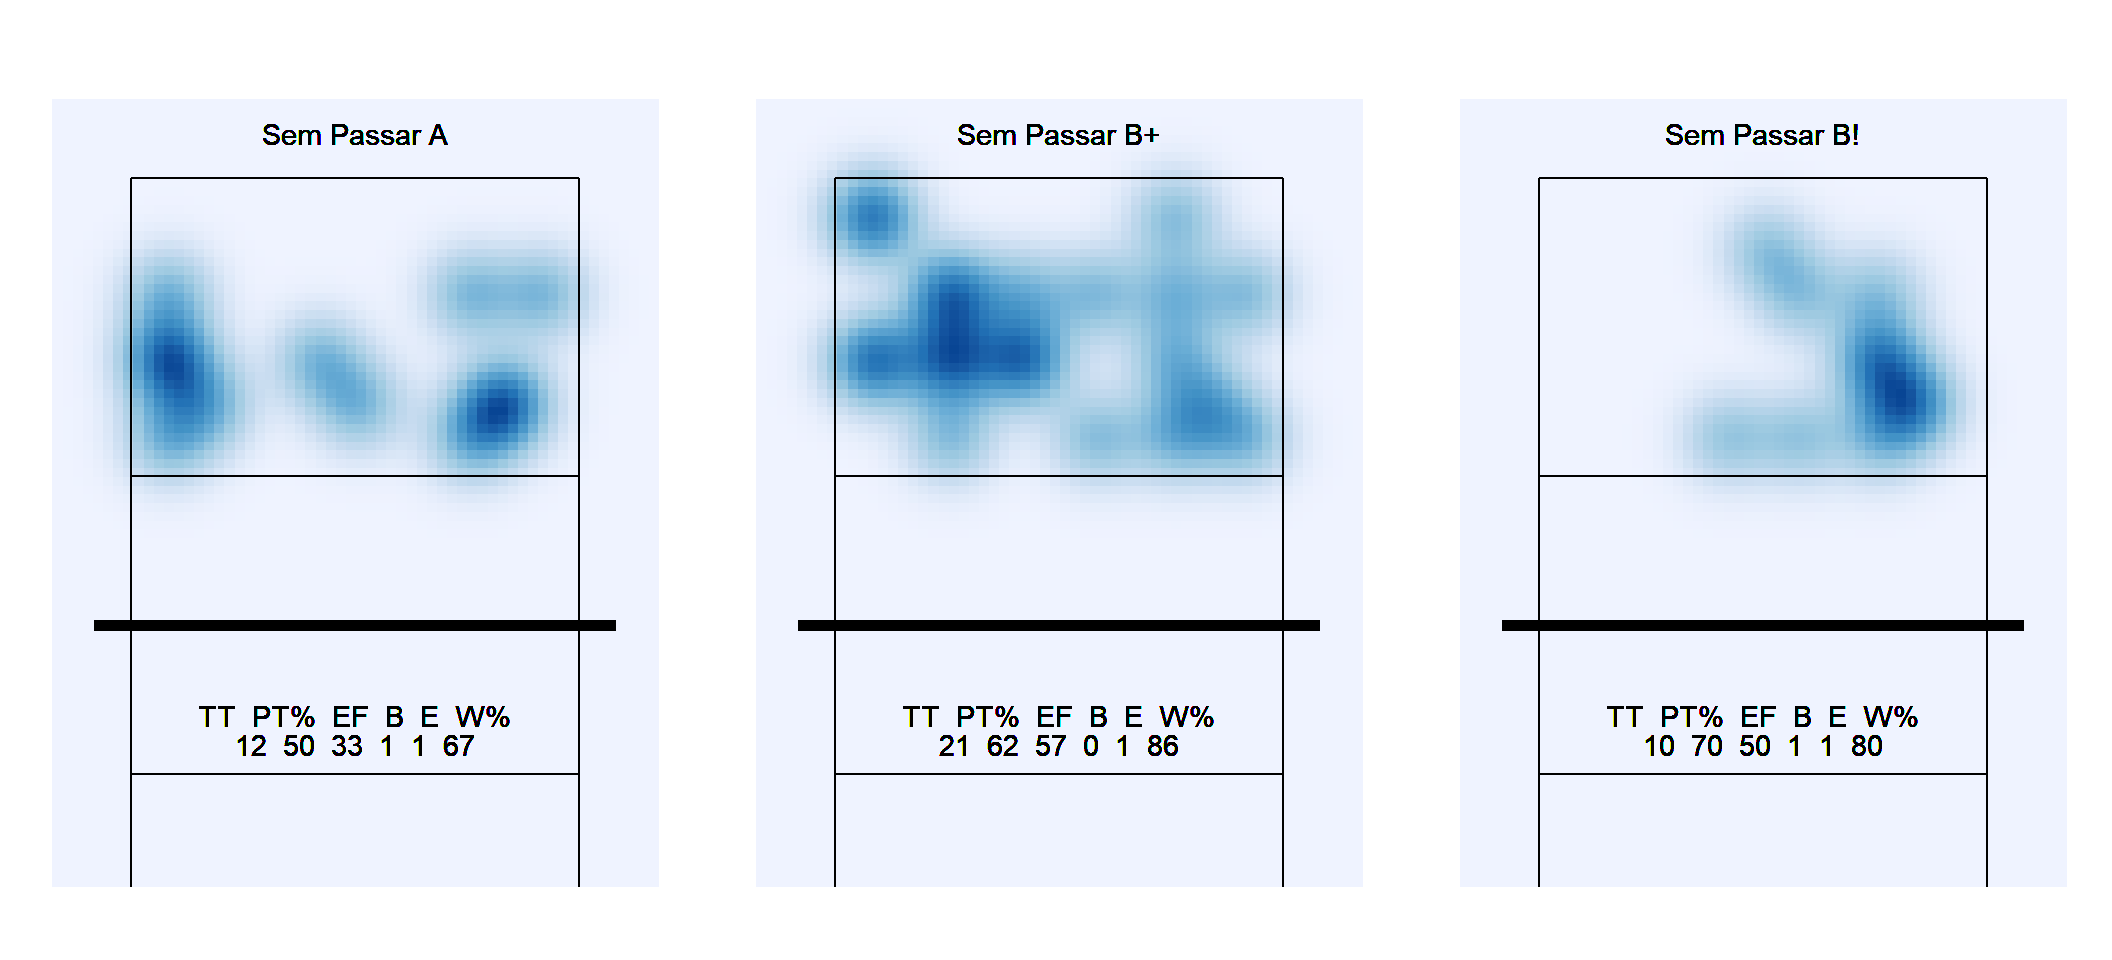 Sem Passar A
TT PT% EF B E W%
12 50 33 1 1 67
Sem Passar B+
TT PT% EF B E W%
21 62 57 0 1 86
Sem Passar B!
TT PT% EF B E W%
10 70 50 1 1 80